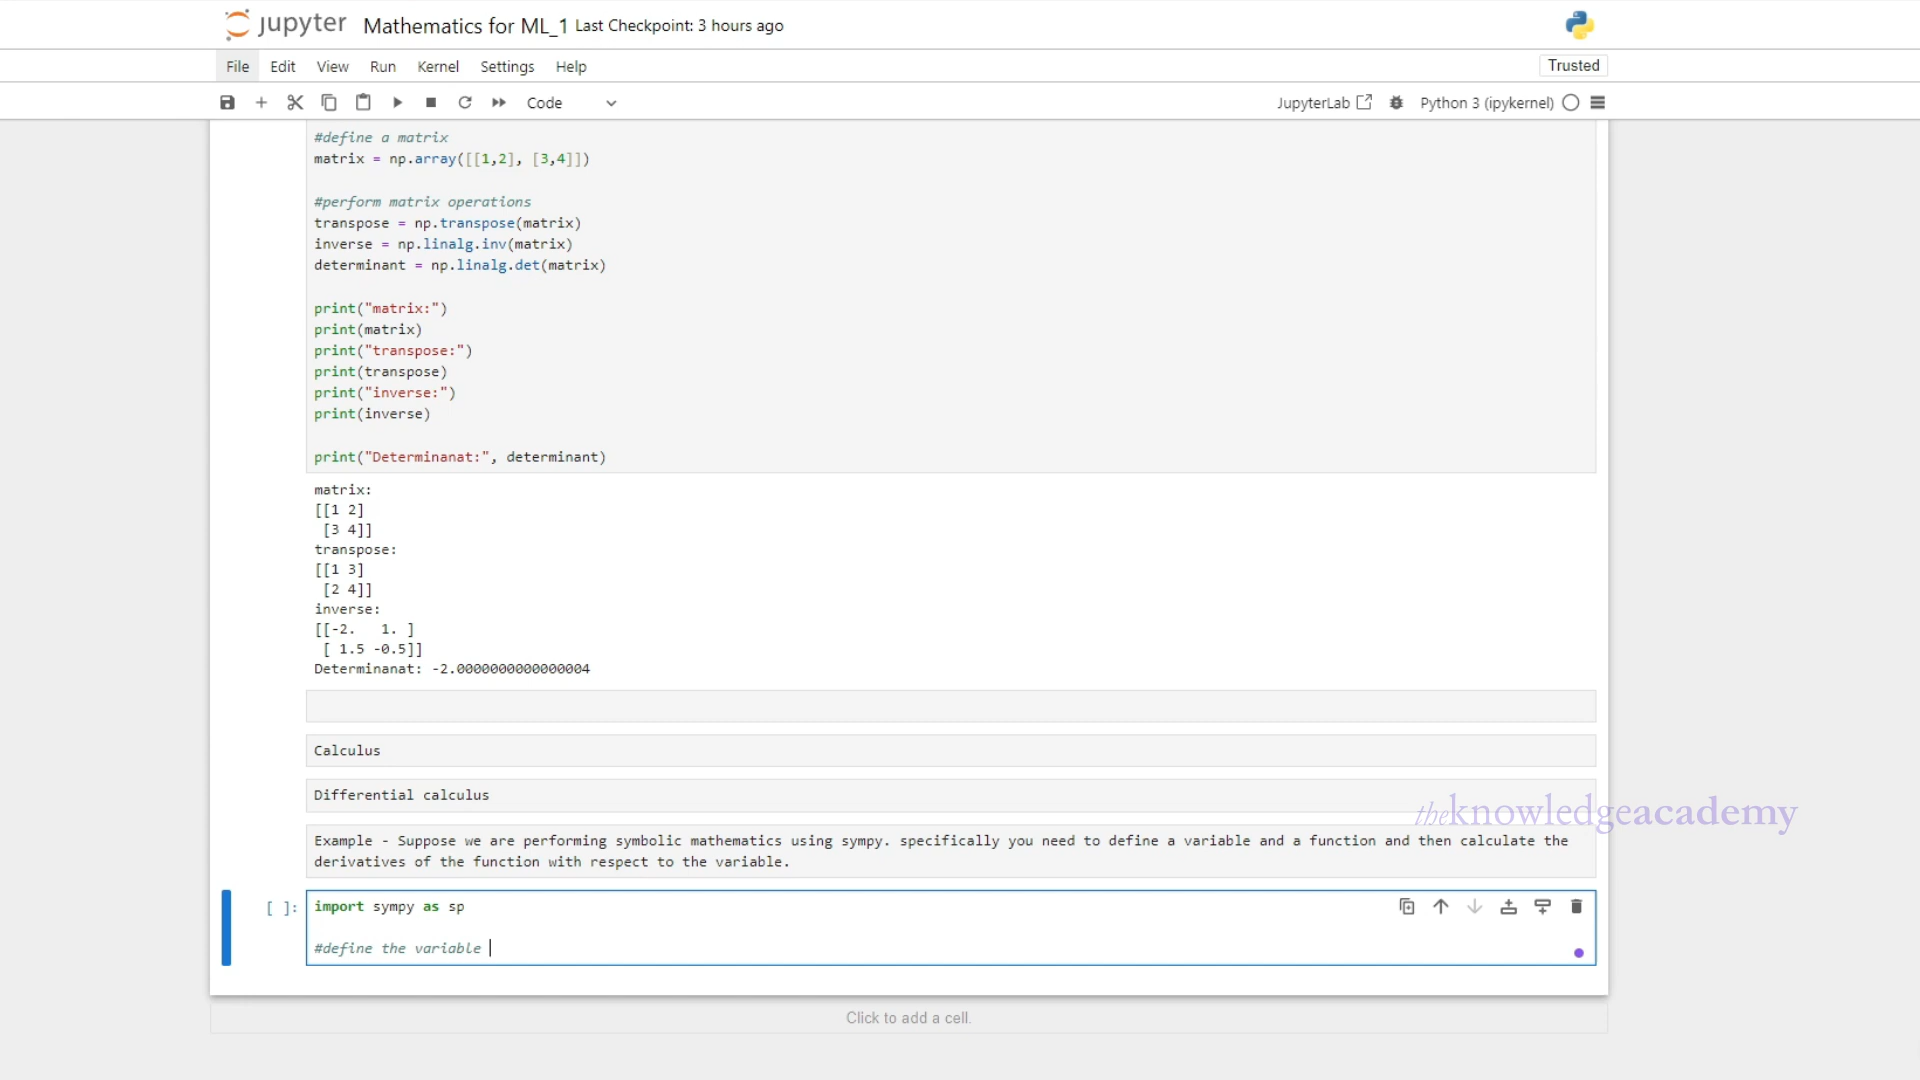 jupyter Mathematics for ML_1 Last Checkpoint: 3 hours ago
File Edit View Run Kernel Settings Help Trusted
Code JupyterLab Python 3 (ipykernel)
#define a matrix
matrix = np.array([[1,2], [3,4]])
#perform matrix operations
transpose = np.transpose(matrix)
inverse = np.linalg.inv(matrix)
determinant = np.linalg.det(matrix)
print("matrix:")
print(matrix)
print("transpose:")
print(transpose)
print("inverse:")
print(inverse)
print("Determinanat:", determinant)
matrix:
[[1 2]
 [3 4]]
transpose:
[[1 3]
 [2 4]]
inverse:
[[-2.   1. ]
 [ 1.5 -0.5]]
Determinanat: -2.0000000000000004
Calculus
Differential calculus
theknowledgeacademy
Example - Suppose we are performing symbolic mathematics using sympy. specifically you need to define a variable and a function and then calculate the
derivatives of the function with respect to the variable.
[ ]: import sympy as sp
#define the variable
Click to add a cell.